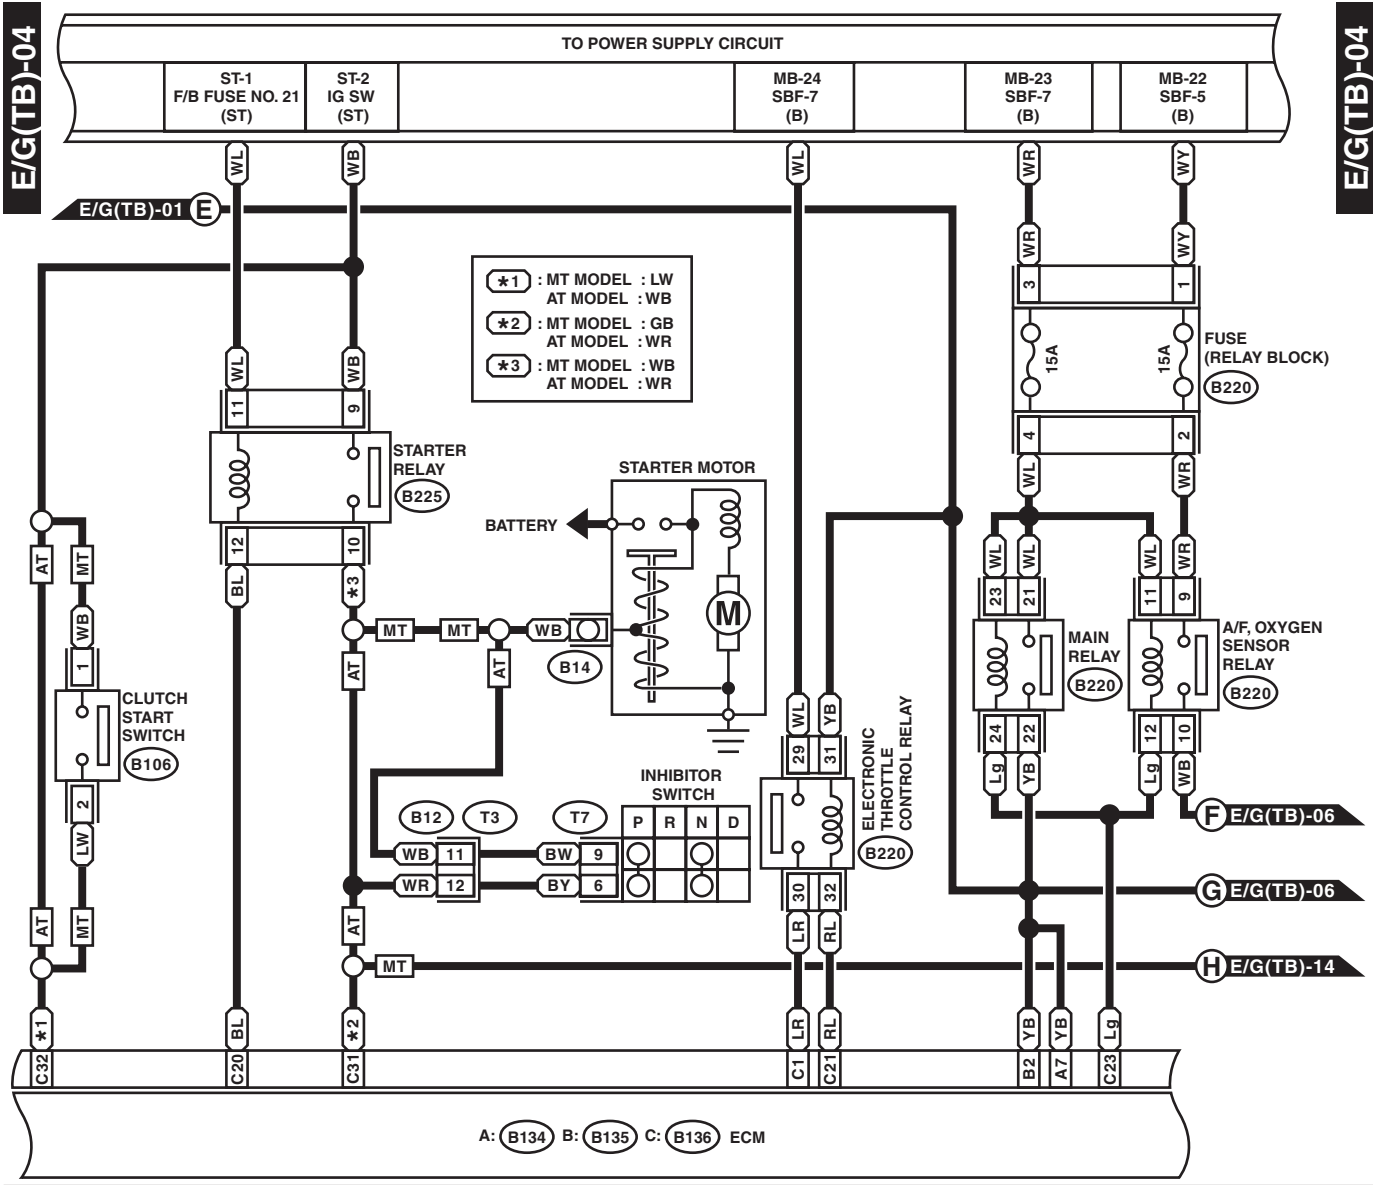 E/G(TB)-04
TO POWER SUPPLY CIRCUIT
E/G(TB)-04
ST-1
F/B FUSE NO. 21
(ST)
ST-2
IG SW
(ST)
MB-24
SBF-7
(B)
MB-23
SBF-7
(B)
MB-22
SBF-5
(B)
WL
WB
WL
WR
WY
E/G(TB)-01 E
WR
WY
3
1
*1 : MT MODEL : LW
AT MODEL : WB
*2 : MT MODEL : GB
AT MODEL : WR
*3 : MT MODEL : WB
AT MODEL : WR
15A
15A
FUSE
(RELAY BLOCK)
B220
WL
WB
11
9
4
2
STARTER
RELAY
B225
WL
WR
STARTER MOTOR
BATTERY
M
12
10
BL
*3
AT
MT
WL
WL
WL
WR
23
21
11
9
WB
MT
MT
WB
B14
AT
AT
1
CLUTCH
START
SWITCH
B106
MAIN
RELAY
B220
A/F, OXYGEN
SENSOR
RELAY
B220
WL
YB
29
31
ELECTRONIC
THROTTLE
CONTROL RELAY
B220
24
22
12
10
Lg
YB
Lg
WB
2
LW
INHIBITOR
SWITCH
B12
T3
T7
P
R
N
D
WB
11
BW
9
WR
12
BY
6
F E/G(TB)-06
G E/G(TB)-06
30
32
LR
RL
AT
MT
AT
MT
H E/G(TB)-14
*1
BL
*2
LR
RL
YB
YB
Lg
C32
C20
C31
C1
C21
B2
A7
C23
A: B134 B: B135 C: B136 ECM